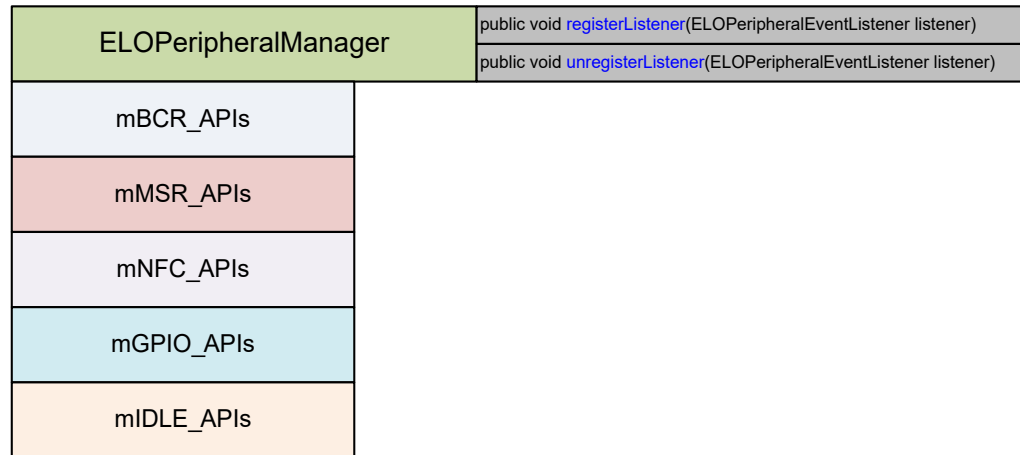 ELOPeripheralManager
public void registerListener(ELOPeripheralEventListener listener)
public void unregisterListener(ELOPeripheralEventListener listener)
mBCR_APIs
mMSR_APIs
mNFC_APIs
mGPIO_APIs
mIDLE_APIs